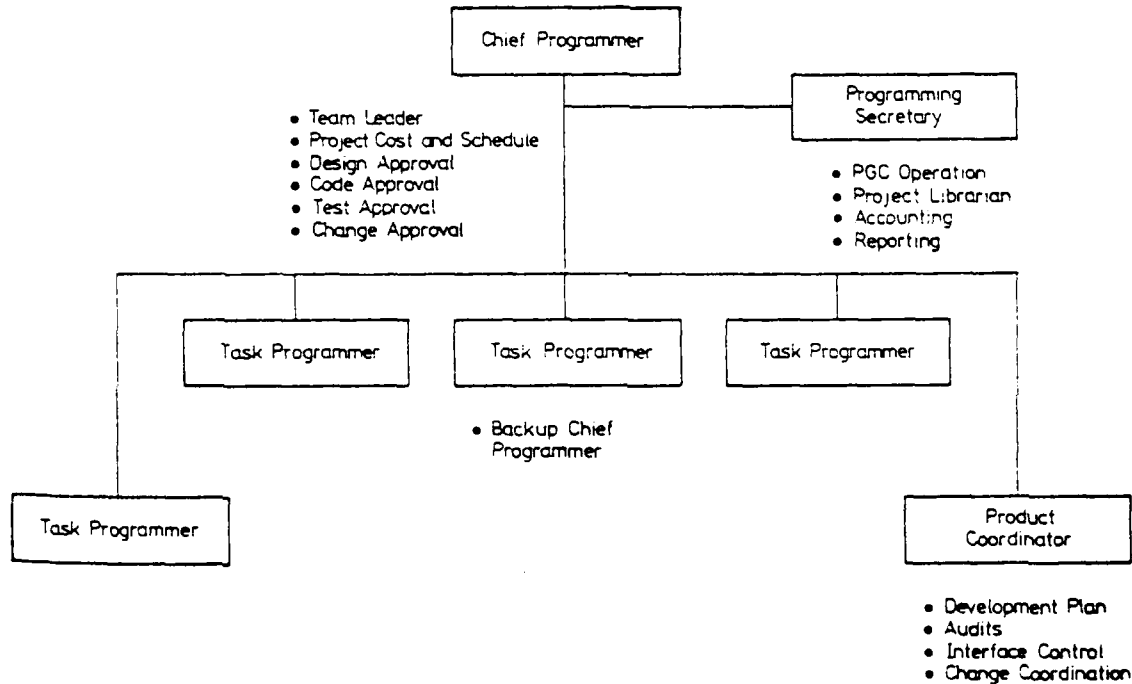 Chief Programmer
Programming
Secretary
• Team Leader
• Project Cost and Schedule
• Design Approval
• Code Approval
• Test Approval
• Change Approval
• PGC Operation
• Project Librarian
• Accounting
• Reporting
Task Programmer
Task Programmer
Task Programmer
• Backup Chief
Programmer
Task Programmer
Product
Coordinator
• Development Plan
• Audits
• Interface Control
• Change Coordination